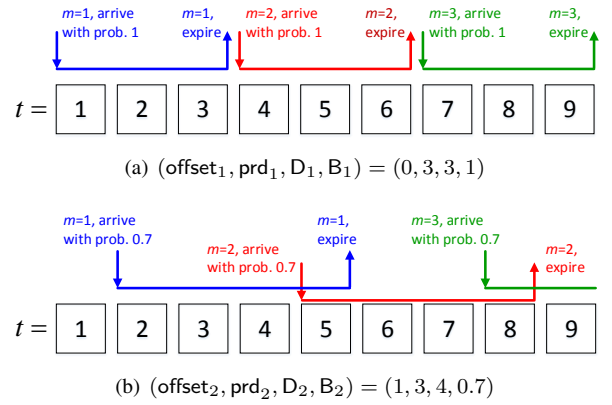 m=1, arrive with prob. 1
m=1, expire
m=2, arrive with prob. 1
m=2, expire
m=3, arrive with prob. 1
m=3, expire
t = 1 2 3 4 5 6 7 8 9
(a) (offset₁, prd₁, D₁, B₁) = (0, 3, 3, 1)
m=1, arrive with prob. 0.7
m=2, arrive with prob. 0.7
m=1, expire
m=3, arrive with prob. 0.7
m=2, expire
t = 1 2 3 4 5 6 7 8 9
(b) (offset₂, prd₂, D₂, B₂) = (1, 3, 4, 0.7)